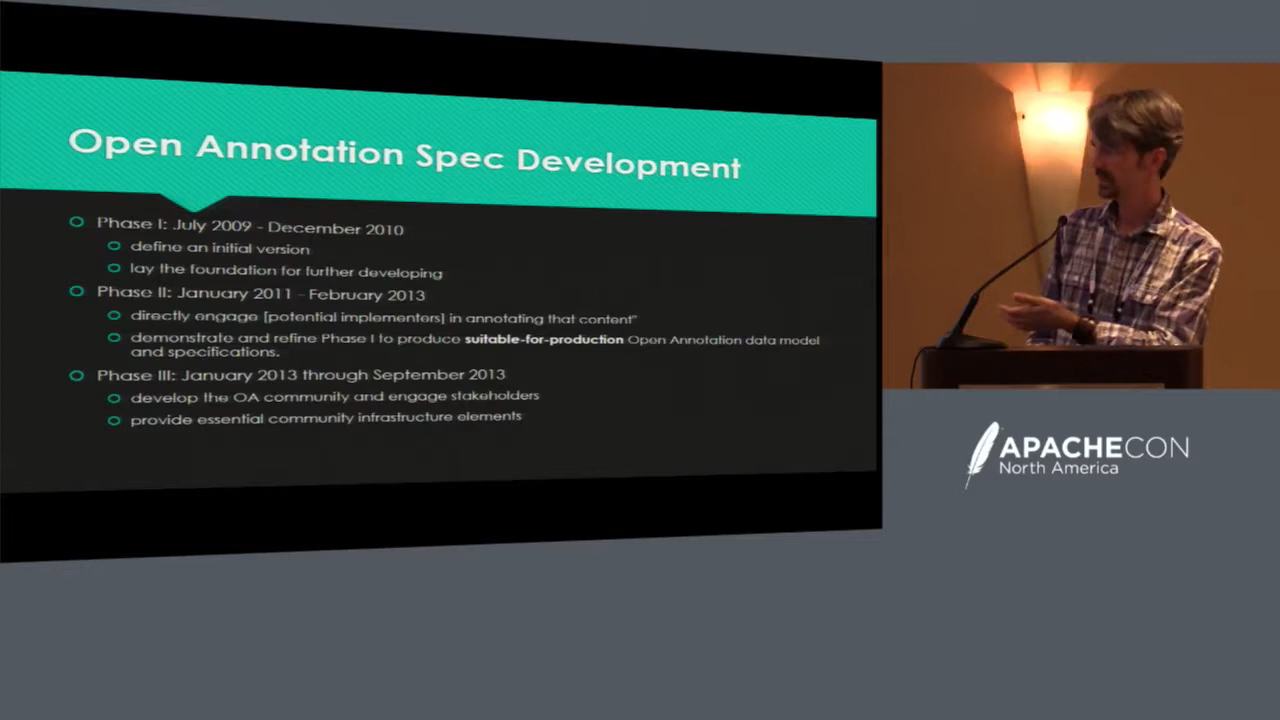 Open Annotation Spec Development
Phase I: July 2009 - December 2010
define an initial version
lay the foundation for further developing
Phase II: January 2011 - February 2013
directly engage [potential implementers] in annotating that content"
demonstrate and refine Phase I to produce suitable-for-production Open Annotation data model
and specifications.
Phase III: January 2013 through September 2013
develop the OA community and engage stakeholders
provide essential community infrastructure elements
APACHECON
North America